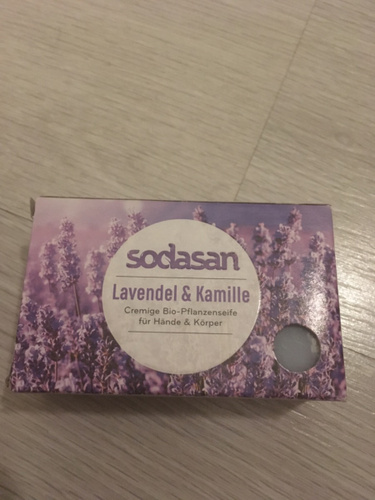 sodasan
Lavendel & Kamille
Cremige Bio-Pflanzenseife
für Hände & Körper